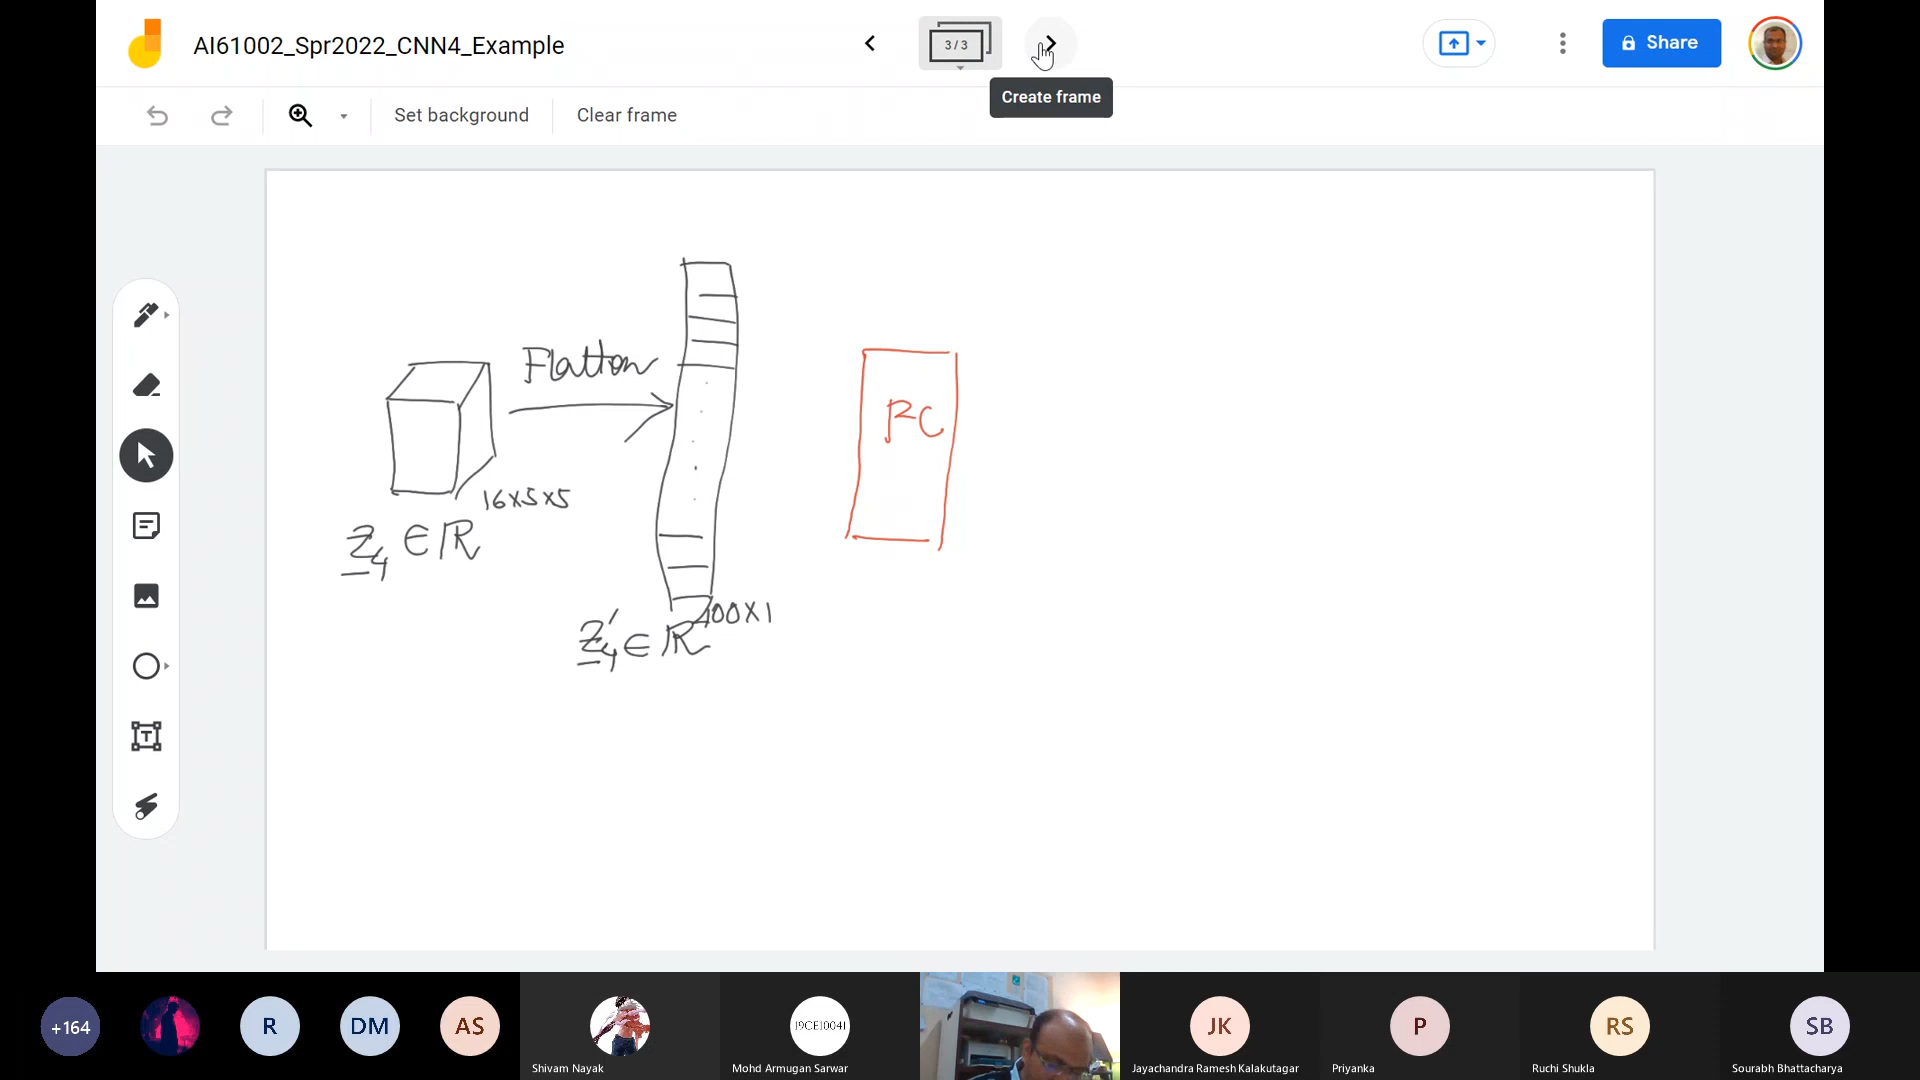 AI61002_Spr2022_CNN4_Example
3 / 3
Share
Create frame
Set background
Clear frame
Flatten
FC
16x5x5
Z4 ∈ ℝ
400x1
Z'4 ∈ ℝ
+164
R
DM
AS
19CE10041
JK
P
RS
SB
Shivam Nayak
Mohd Armugan Sarwar
Jayachandra Ramesh Kalakutagar
Priyanka
Ruchi Shukla
Sourabh Bhattacharya